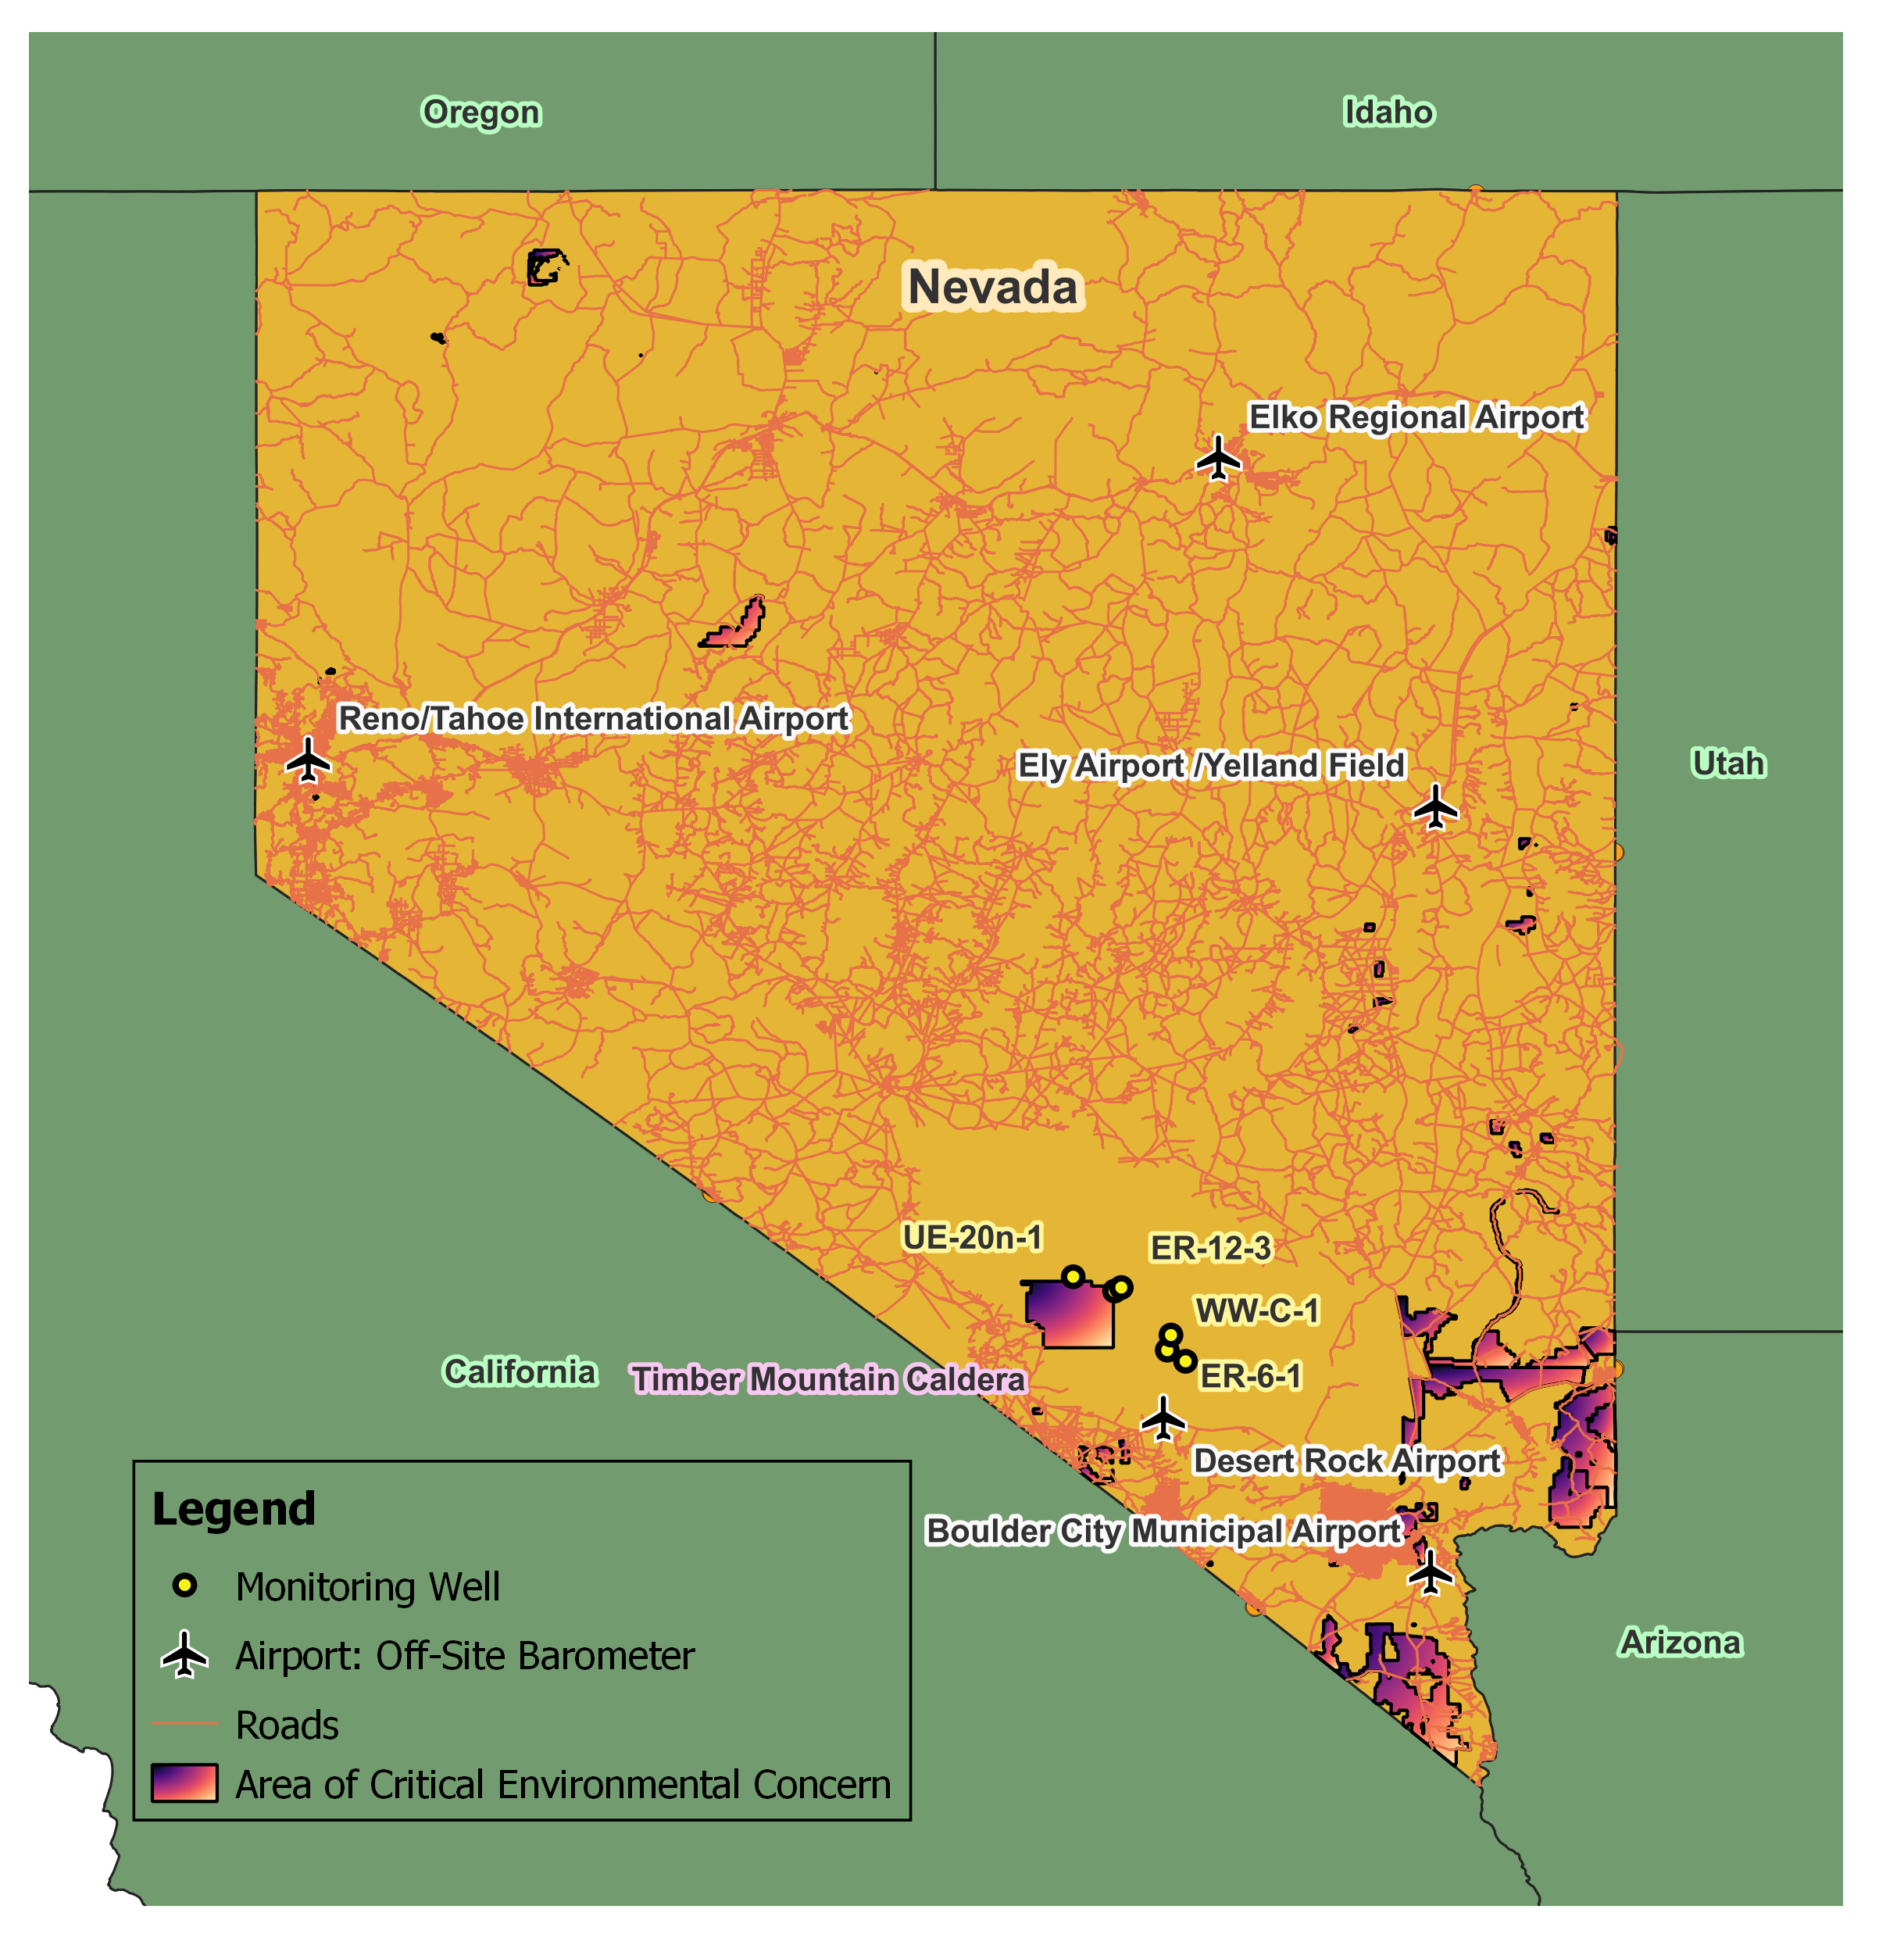 Oregon
Idaho
Nevada
Elko Regional Airport
Reno/Tahoe International Airport
Ely Airport /Yelland Field
Utah
UE-20n-1
ER-12-3
WW-C-1
California
Timber Mountain Caldera
ER-6-1
Desert Rock Airport
Boulder City Municipal Airport
Arizona
Legend
Monitoring Well
Airport: Off-Site Barometer
Roads
Area of Critical Environmental Concern